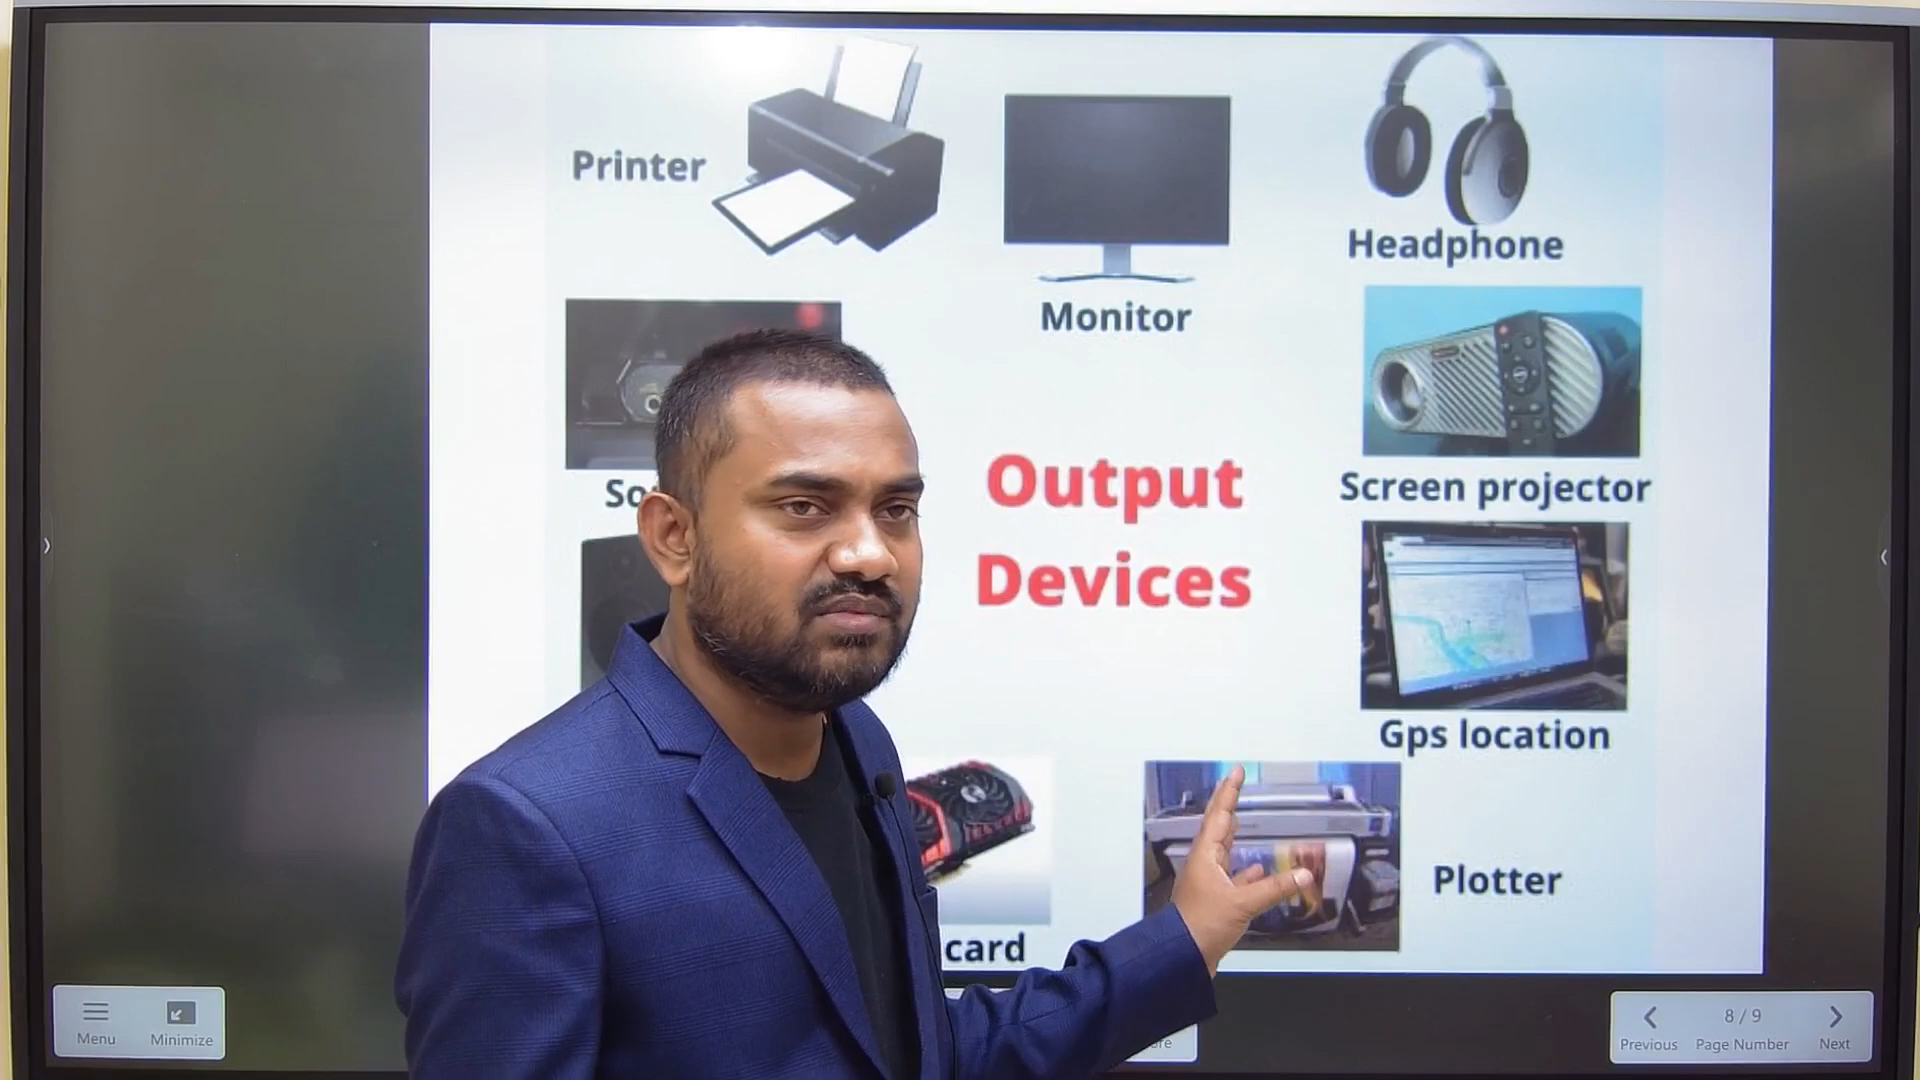 Printer
Headphone
Monitor
Screen projector
Output
Devices
Gps location
Plotter
card
Menu
Minimize
8 / 9
Previous
Page Number
Next